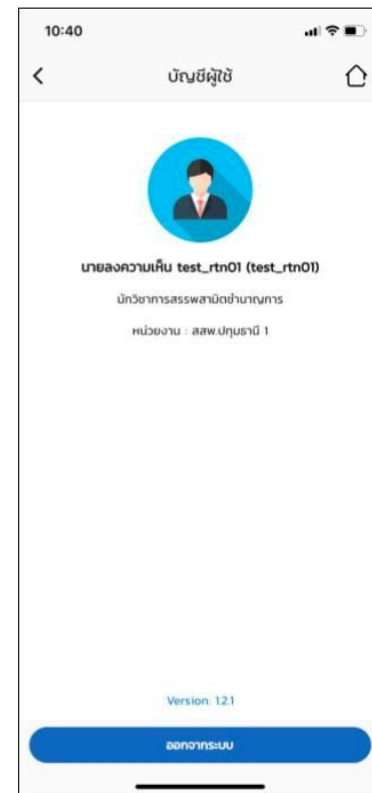 10:40
บัญชีผู้ใช้
นายลงความเห็น test_rtn01 (test_rtn01)
นักวิชาการสรรพสามิตชำนาญการ
หน่วยงาน : สสพ.ปทุมธานี 1
Version: 1.2.1
ออกจากระบบ